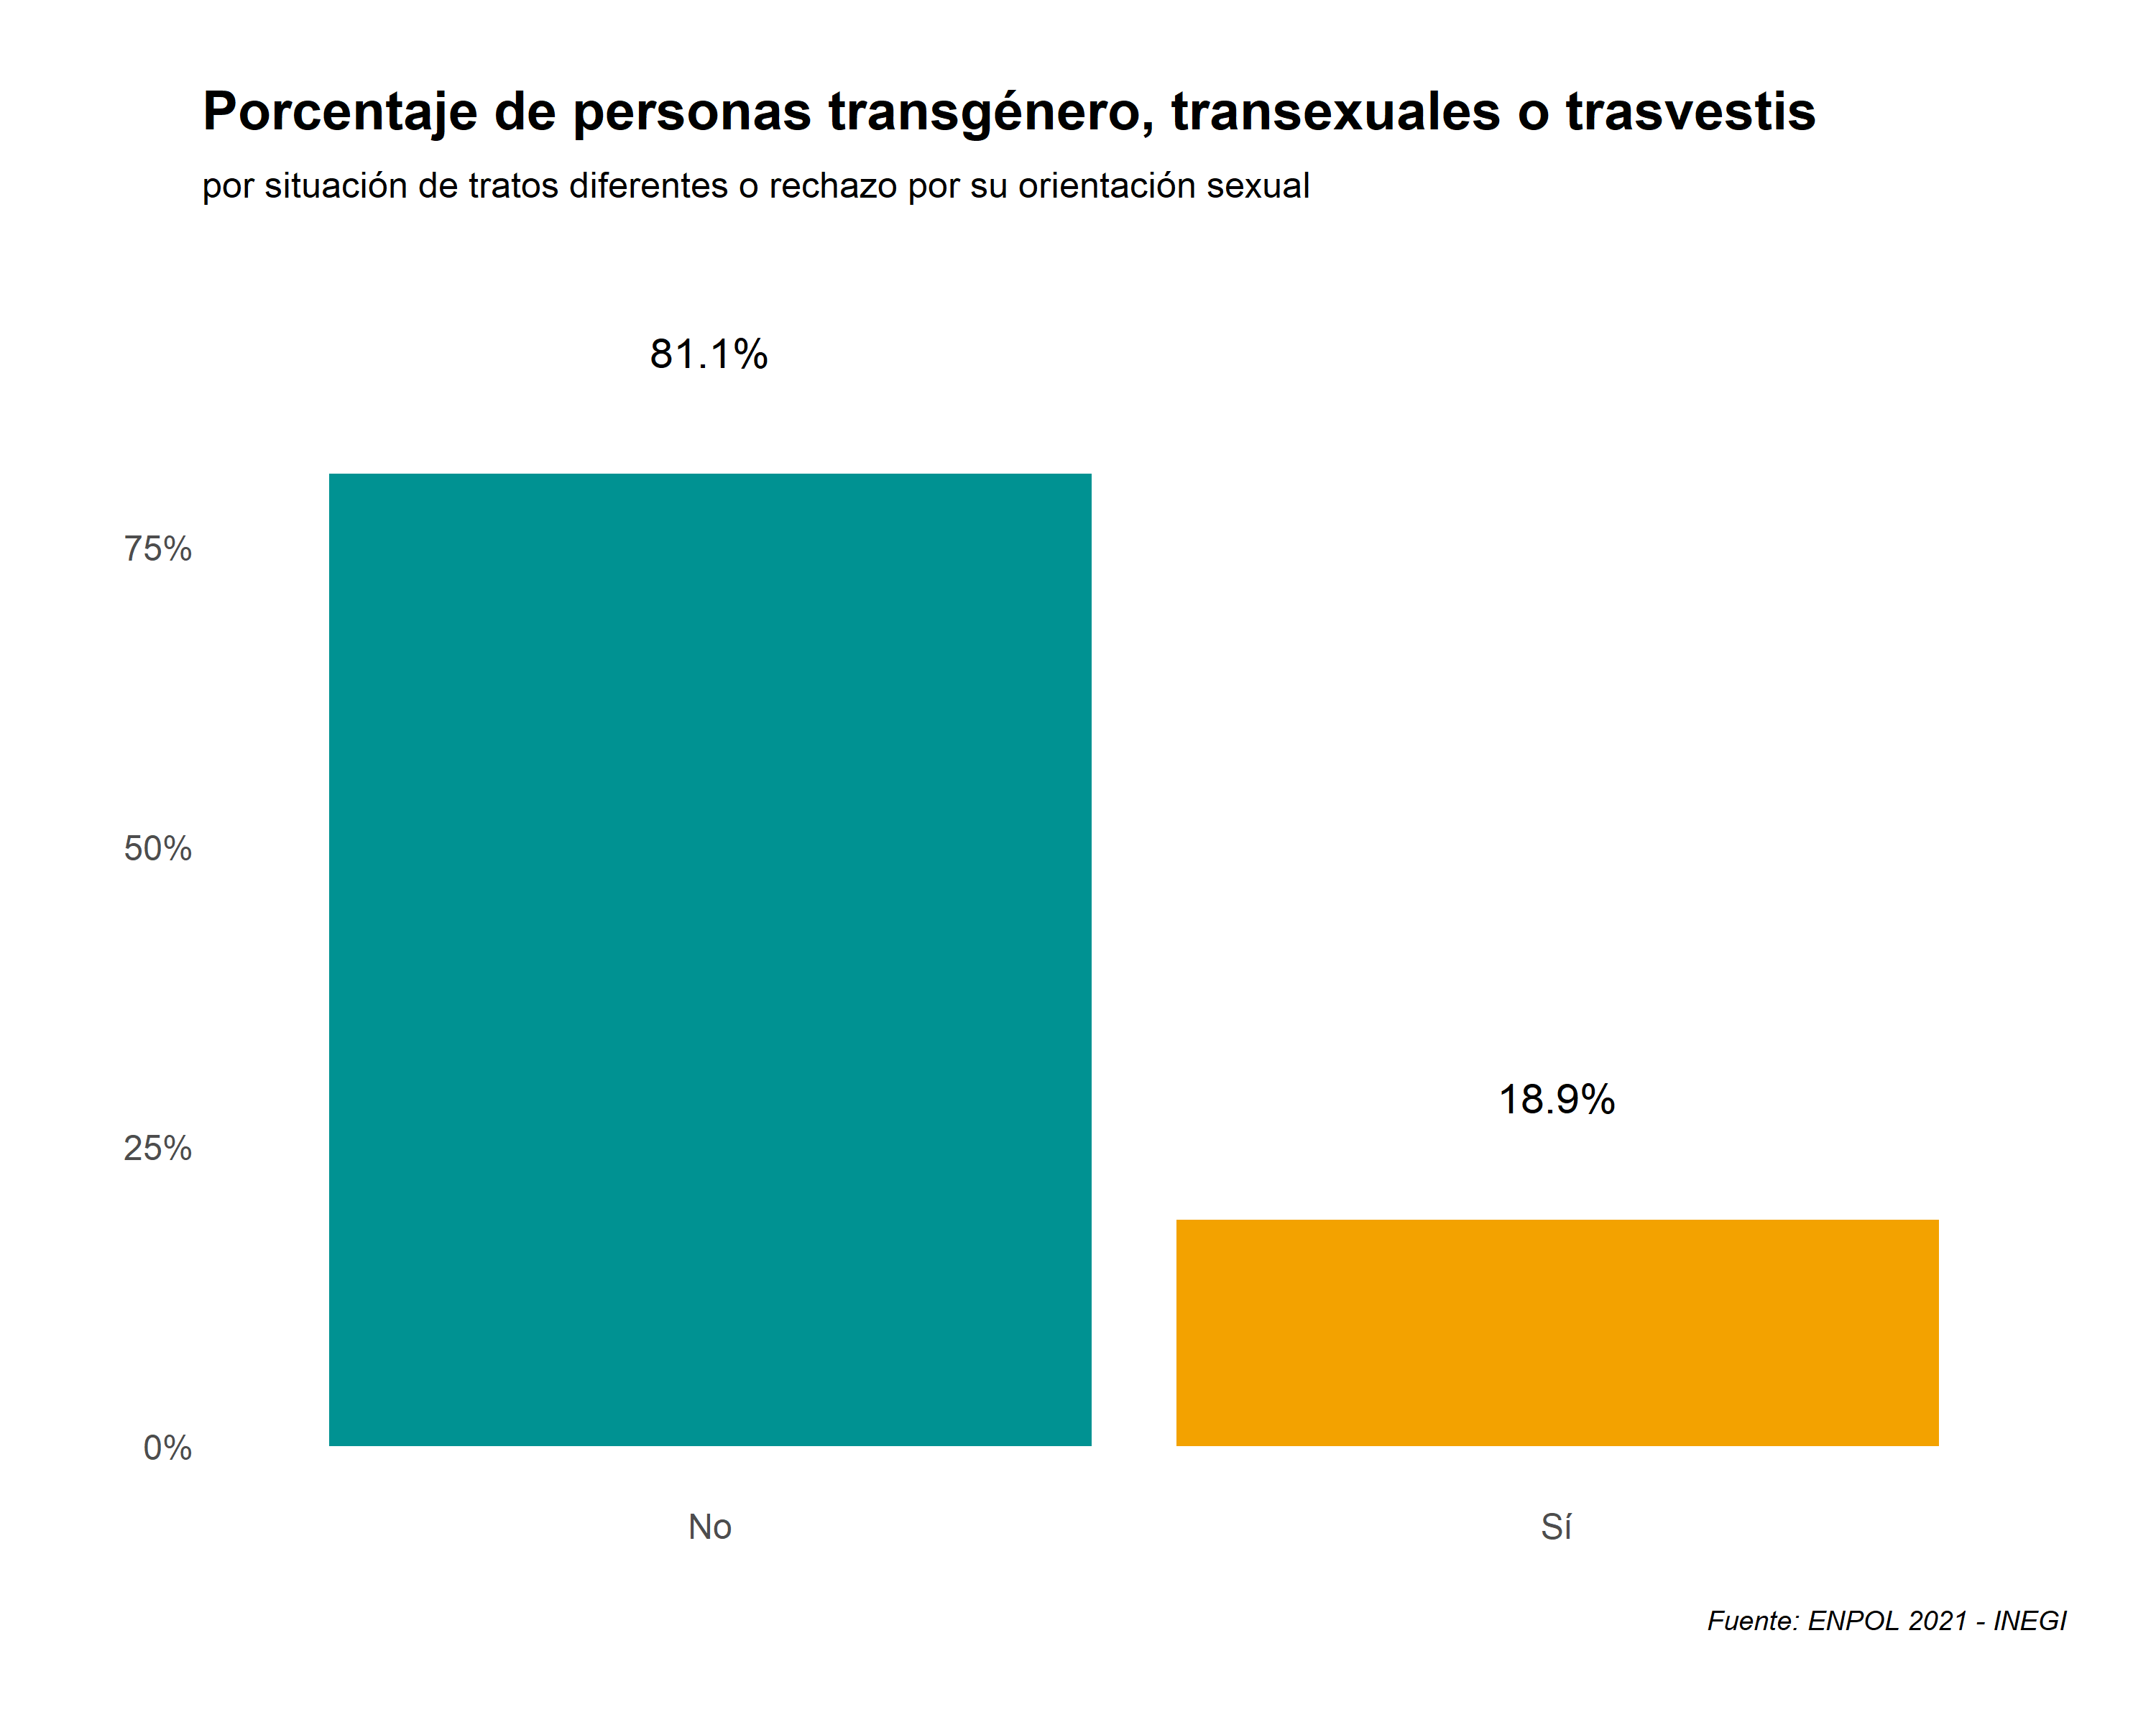 Porcentaje de personas transgénero, transexuales o trasvestis
por situación de tratos diferentes o rechazo por su orientación sexual
81.1%
75%
50%
18.9%
25%
0%
No
Sí
Fuente: ENPOL 2021 - INEGI